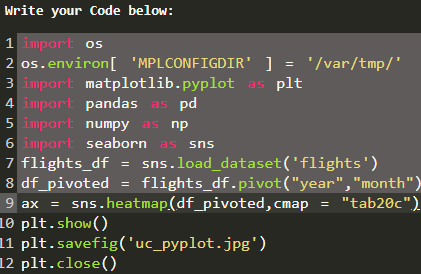 Write your Code below:
1 import os
2 os.environ[ 'MPLCONFIGDIR' ] = '/var/tmp/'
3 import matplotlib.pyplot as plt
4 import pandas as pd
5 import numpy as np
6 import seaborn as sns
7 flights_df = sns.load_dataset('flights')
8 df_pivoted = flights_df.pivot("year","month")
9 ax = sns.heatmap(df_pivoted,cmap = "tab20c")
10 plt.show()
11 plt.savefig('uc_pyplot.jpg')
12 plt.close()